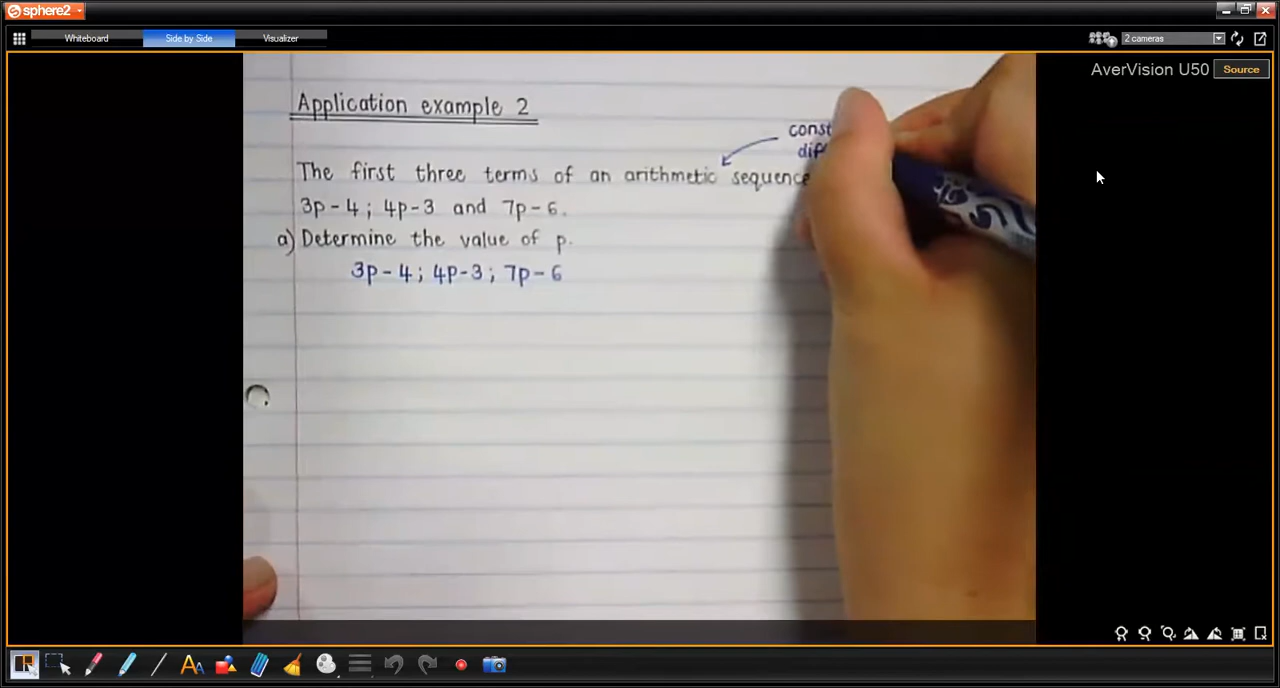 sphere2
Whiteboard
Side by Side
Visualizer
2 cameras
AverVision U50
Source
Application example 2
The first three terms of an arithmetic sequence
3p-4; 4p-3 and 7p-6.
a) Determine the value of p.
3p-4; 4p-3; 7p-6